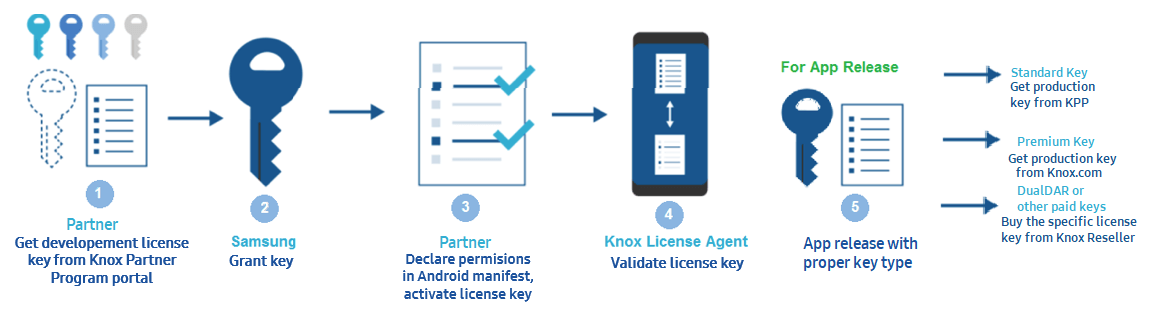 1
Partner
Get developement license
key from Knox Partner
Program portal
2
Samsung
Grant key
3
Partner
Declare permisions
in Android manifest,
activate license key
4
Knox License Agent
Validate license key
For App Release
5
App release with
proper key type
Standard Key
Get production
key from KPP
Premium Key
Get production key
from Knox.com
DualDAR or
other paid keys
Buy the specific license
key from Knox Reseller